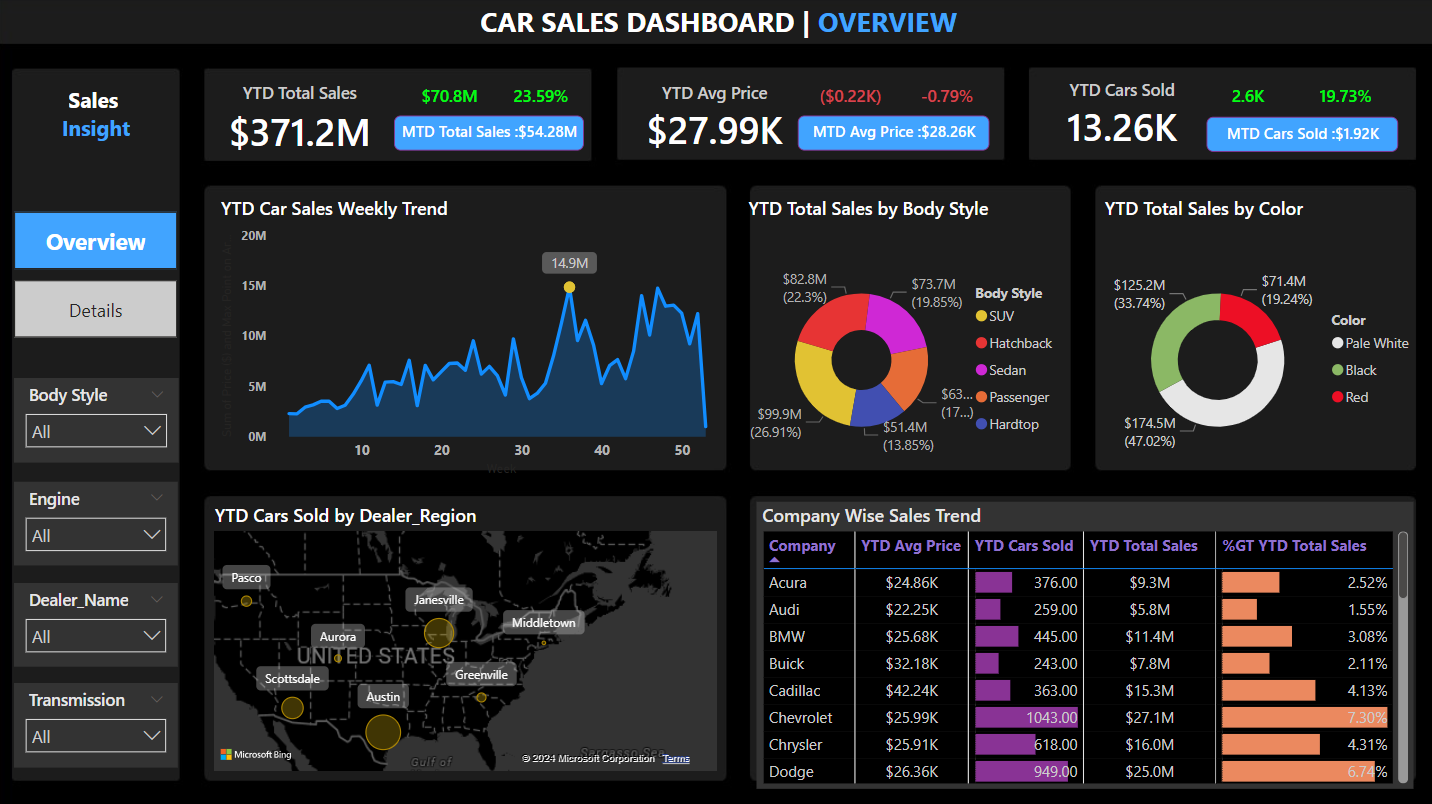 CAR SALES DASHBOARD | OVERVIEW
Sales
Insight
Overview
Details
Body Style
All
Engine
All
Dealer_Name
All
Transmission
All
YTD Total Sales
$70.8M 23.59%
$371.2M
MTD Total Sales :$54.28M
YTD Avg Price
($0.22K) -0.79%
$27.99K
MTD Avg Price :$28.26K
YTD Cars Sold
2.6K 19.73%
13.26K
MTD Cars Sold :$1.92K
YTD Car Sales Weekly Trend
20M
15M
10M
5M
0M
14.9M
10 20 30 40 50
Week
YTD Total Sales by Body Style
$82.8M
(22.3%)
$73.7M
(19.85%)
$63...
(17...)
$51.4M
(13.85%)
$99.9M
(26.91%)
Body Style
SUV
Hatchback
Sedan
Passenger
Hardtop
YTD Total Sales by Color
$125.2M
(33.74%)
$71.4M
(19.24%)
$174.5M
(47.02%)
Color
Pale White
Black
Red
YTD Cars Sold by Dealer_Region
Pasco
Janesville
Middletown
Aurora
UNITED STATES
Scottsdale
Greenville
Austin
Sargasso Sea
Gulf of
Microsoft Bing
© 2024 Microsoft Corporation Terms
Company Wise Sales Trend
Company YTD Avg Price YTD Cars Sold YTD Total Sales %GT YTD Total Sales
Acura $24.86K 376.00 $9.3M 2.52%
Audi $22.25K 259.00 $5.8M 1.55%
BMW $25.68K 445.00 $11.4M 3.08%
Buick $32.18K 243.00 $7.8M 2.11%
Cadillac $42.24K 363.00 $15.3M 4.13%
Chevrolet $25.99K 1043.00 $27.1M 7.30%
Chrysler $25.91K 618.00 $16.0M 4.31%
Dodge $26.36K 949.00 $25.0M 6.74%